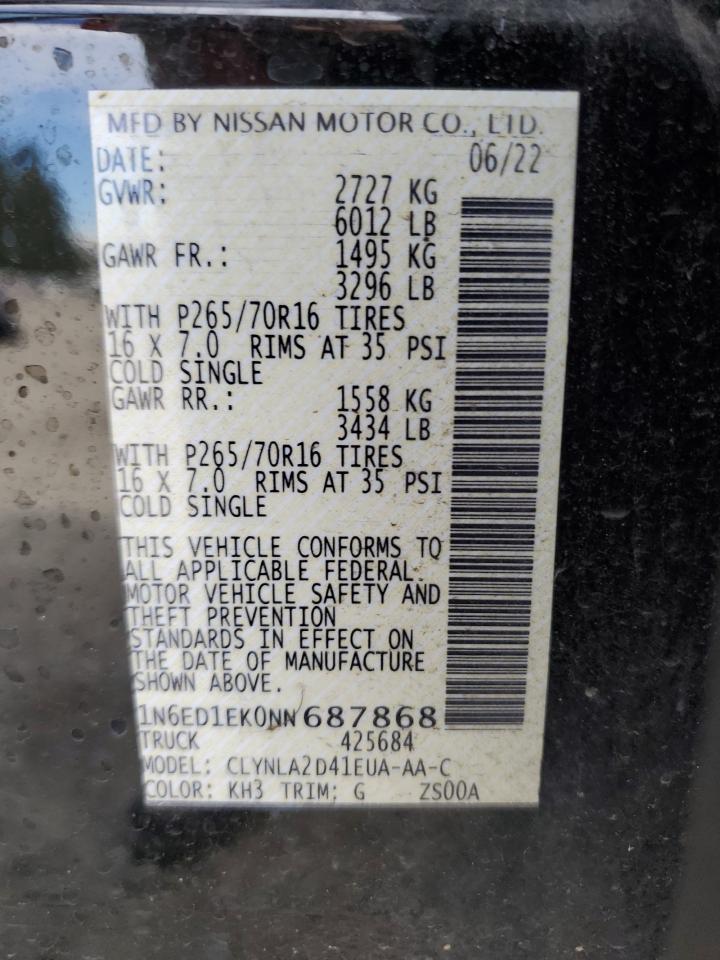 MFD BY NISSAN MOTOR CO., LTD.
DATE: 06/22
GVWR: 2727 KG
6012 LB
GAWR FR.: 1495 KG
3296 LB
WITH P265/70R16 TIRES
16 X 7.0 RIMS AT 35 PSI
COLD SINGLE
GAWR RR.: 1558 KG
3434 LB
WITH P265/70R16 TIRES
16 X 7.0 RIMS AT 35 PSI
COLD SINGLE
THIS VEHICLE CONFORMS TO
ALL APPLICABLE FEDERAL
MOTOR VEHICLE SAFETY AND
THEFT PREVENTION
STANDARDS IN EFFECT ON
THE DATE OF MANUFACTURE
SHOWN ABOVE.
1N6ED1EK0NN687868
TRUCK 425684
MODEL: CLYNLA2D41EUA-AA-C
COLOR: KH3 TRIM: G ZS00A